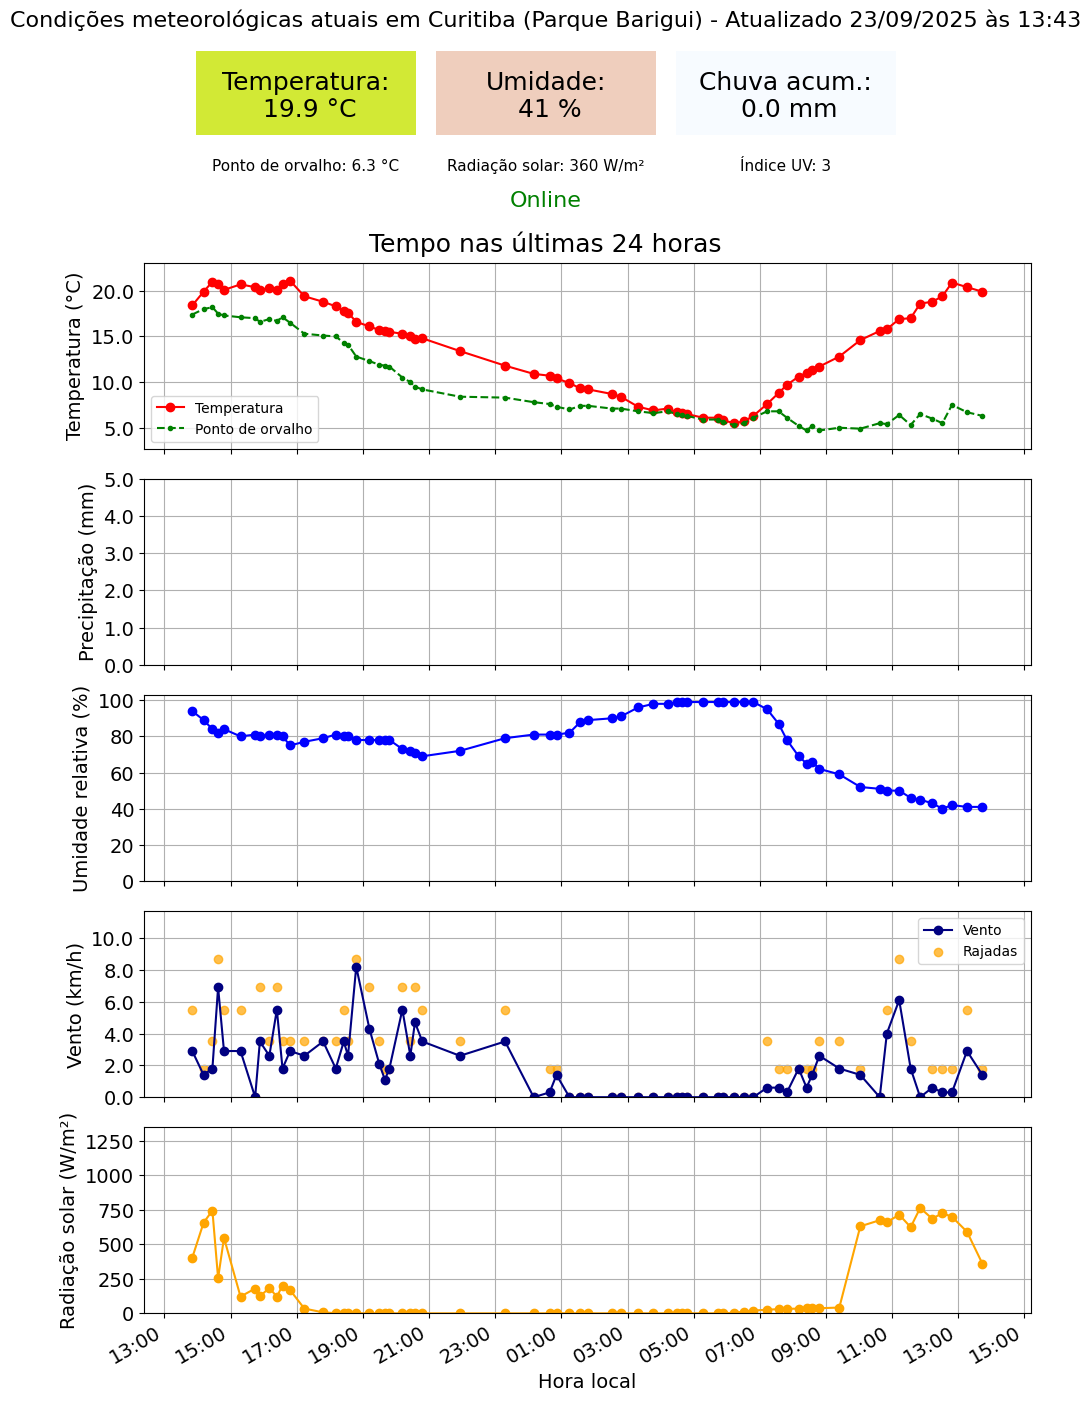 Condições meteorológicas atuais em Curitiba (Parque Barigui) - Atualizado 23/09/2025 às 13:43
Temperatura:
19.9 °C
Umidade:
41 %
Chuva acum.:
0.0 mm
Ponto de orvalho: 6.3 °C
Radiação solar: 360 W/m²
Índice UV: 3
Online
Tempo nas últimas 24 horas
Temperatura (°C)
20.0
15.0
10.0
5.0
Temperatura
Ponto de orvalho
Precipitação (mm)
5.0
4.0
3.0
2.0
1.0
0.0
Umidade relativa (%)
100
80
60
40
20
0
Vento (km/h)
10.0
8.0
6.0
4.0
2.0
0.0
Vento
Rajadas
Radiação solar (W/m²)
1250
1000
750
500
250
0
13:00
15:00
17:00
19:00
21:00
23:00
01:00
03:00
05:00
07:00
09:00
11:00
13:00
15:00
Hora local